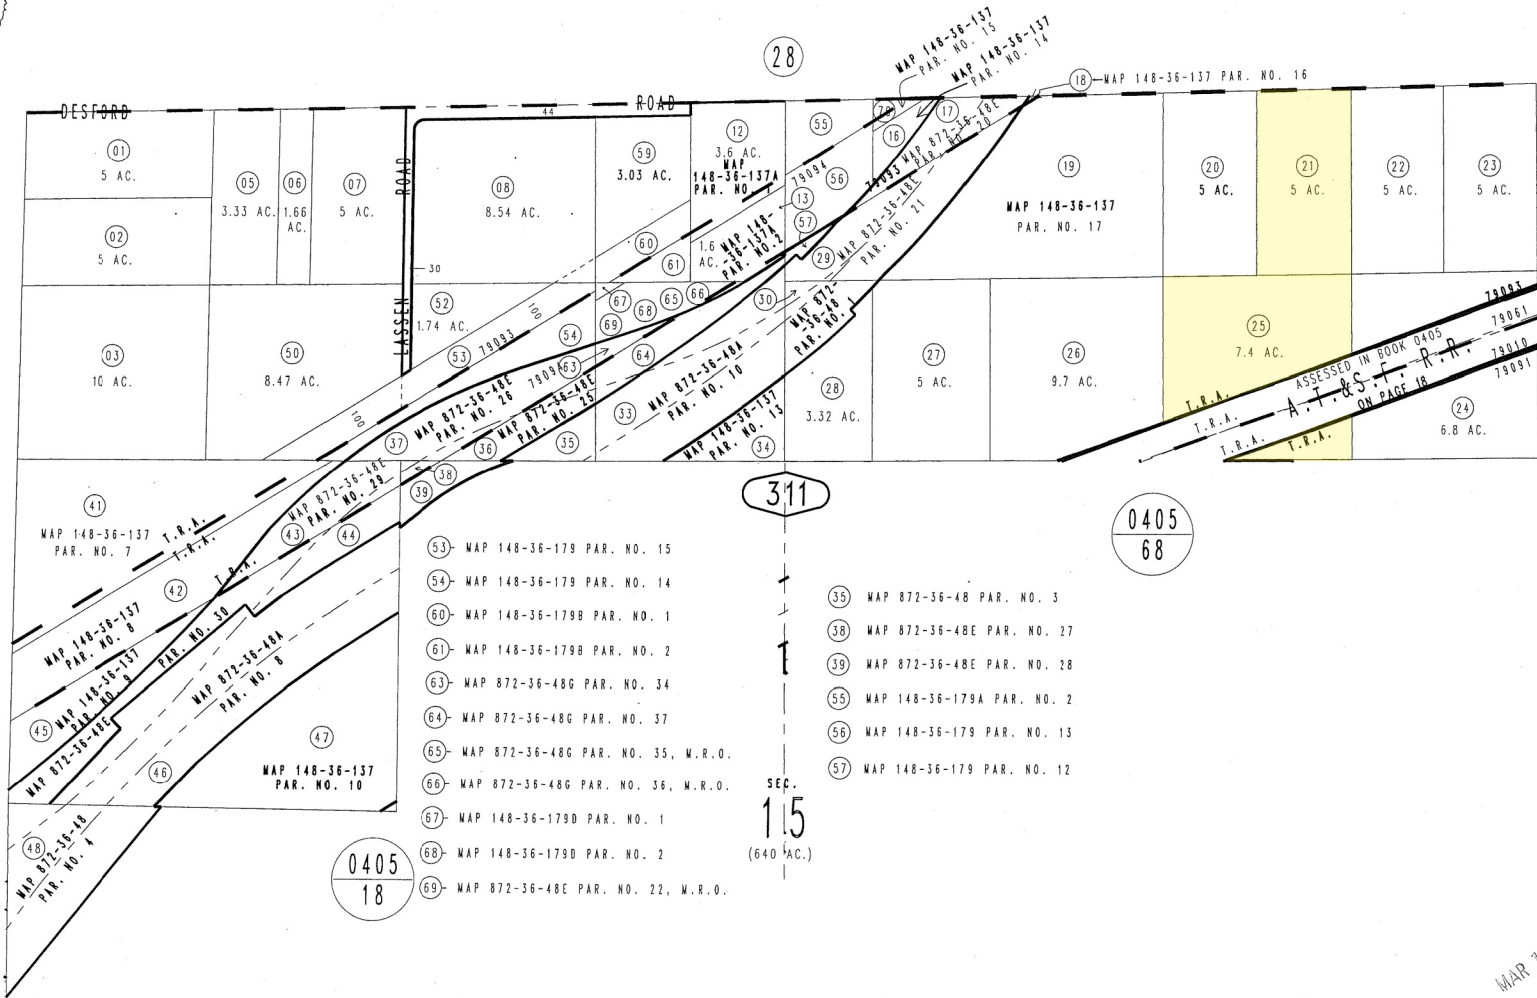 28
MAP 148-36-137
PAR. NO. 15
MAP 148-36-137
PAR. NO. 14
18
MAP 148-36-137 PAR. NO. 16
DESFORD
44
ROAD
01
5 AC.
02
5 AC.
05
3.33 AC.
06
1.66
AC.
07
5 AC.
LASSEN ROAD
30
08
8.54 AC.
59
3.03 AC.
12
3.6 AC.
MAP
148-36-137A
PAR. NO. 1
55
70
16
17
79094
56
79093
MAP 872-36-48E
PAR. NO. 20
13
57
1.6
AC.
MAP 148-
-36-137A
PAR. NO. 2
MAP 872-36-48E
PAR. NO. 21
29
19
MAP 148-36-137
PAR. NO. 17
20
5 AC.
21
5 AC.
22
5 AC.
23
5 AC.
60
61
66
65
67
68
69
30
MAP 872-
-36-48
PAR. NO. 1
03
10 AC.
50
8.47 AC.
52
1.74 AC.
100
79093
53
54
100
63
64
MAP 872-36-48E
PAR. NO. 26
MAP 872-36-48E
PAR. NO. 25
MAP 872-36-48A
PAR. NO. 10
33
MAP 148-36-137
PAR. NO. 13
34
28
3.32 AC.
27
5 AC.
26
9.7 AC.
25
7.4 AC.
79093
79061
79010
79091
ASSESSED IN BOOK 0405
A.T.&S.F. R.R.
ON PAGE 18
T.R.A.
T.R.A.
T.R.A.
T.R.A.
24
6.8 AC.
37
36
35
38
39
41
MAP 148-36-137
PAR. NO. 7
T.R.A.
T.R.A.
T.R.A.
MAP 872-36-48E
PAR. NO. 29
43
44
42
MAP 148-36-137
PAR. NO. 8
PAR. NO. 30
MAP 148-36-137
PAR. NO. 9
45
MAP 872-36-48E
MAP 872-36-48A
PAR. NO. 8
46
47
MAP 148-36-137
PAR. NO. 10
48
MAP 872-36-48
PAR. NO. 4
311
0405
68
53- MAP 148-36-179 PAR. NO. 15
54- MAP 148-36-179 PAR. NO. 14
60- MAP 148-36-179B PAR. NO. 1
61- MAP 148-36-179B PAR. NO. 2
63- MAP 872-36-48G PAR. NO. 34
64- MAP 872-36-48G PAR. NO. 37
65- MAP 872-36-48G PAR. NO. 35, M.R.O.
66- MAP 872-36-48G PAR. NO. 36, M.R.O.
67- MAP 148-36-179D PAR. NO. 1
68- MAP 148-36-179D PAR. NO. 2
69- MAP 872-36-48E PAR. NO. 22, M.R.O.
35 MAP 872-36-48 PAR. NO. 3
38 MAP 872-36-48E PAR. NO. 27
39 MAP 872-36-48E PAR. NO. 28
55 MAP 148-36-179A PAR. NO. 2
56 MAP 148-36-179 PAR. NO. 13
57 MAP 148-36-179 PAR. NO. 12
SEC.
15
(640 AC.)
0405
18
MAR